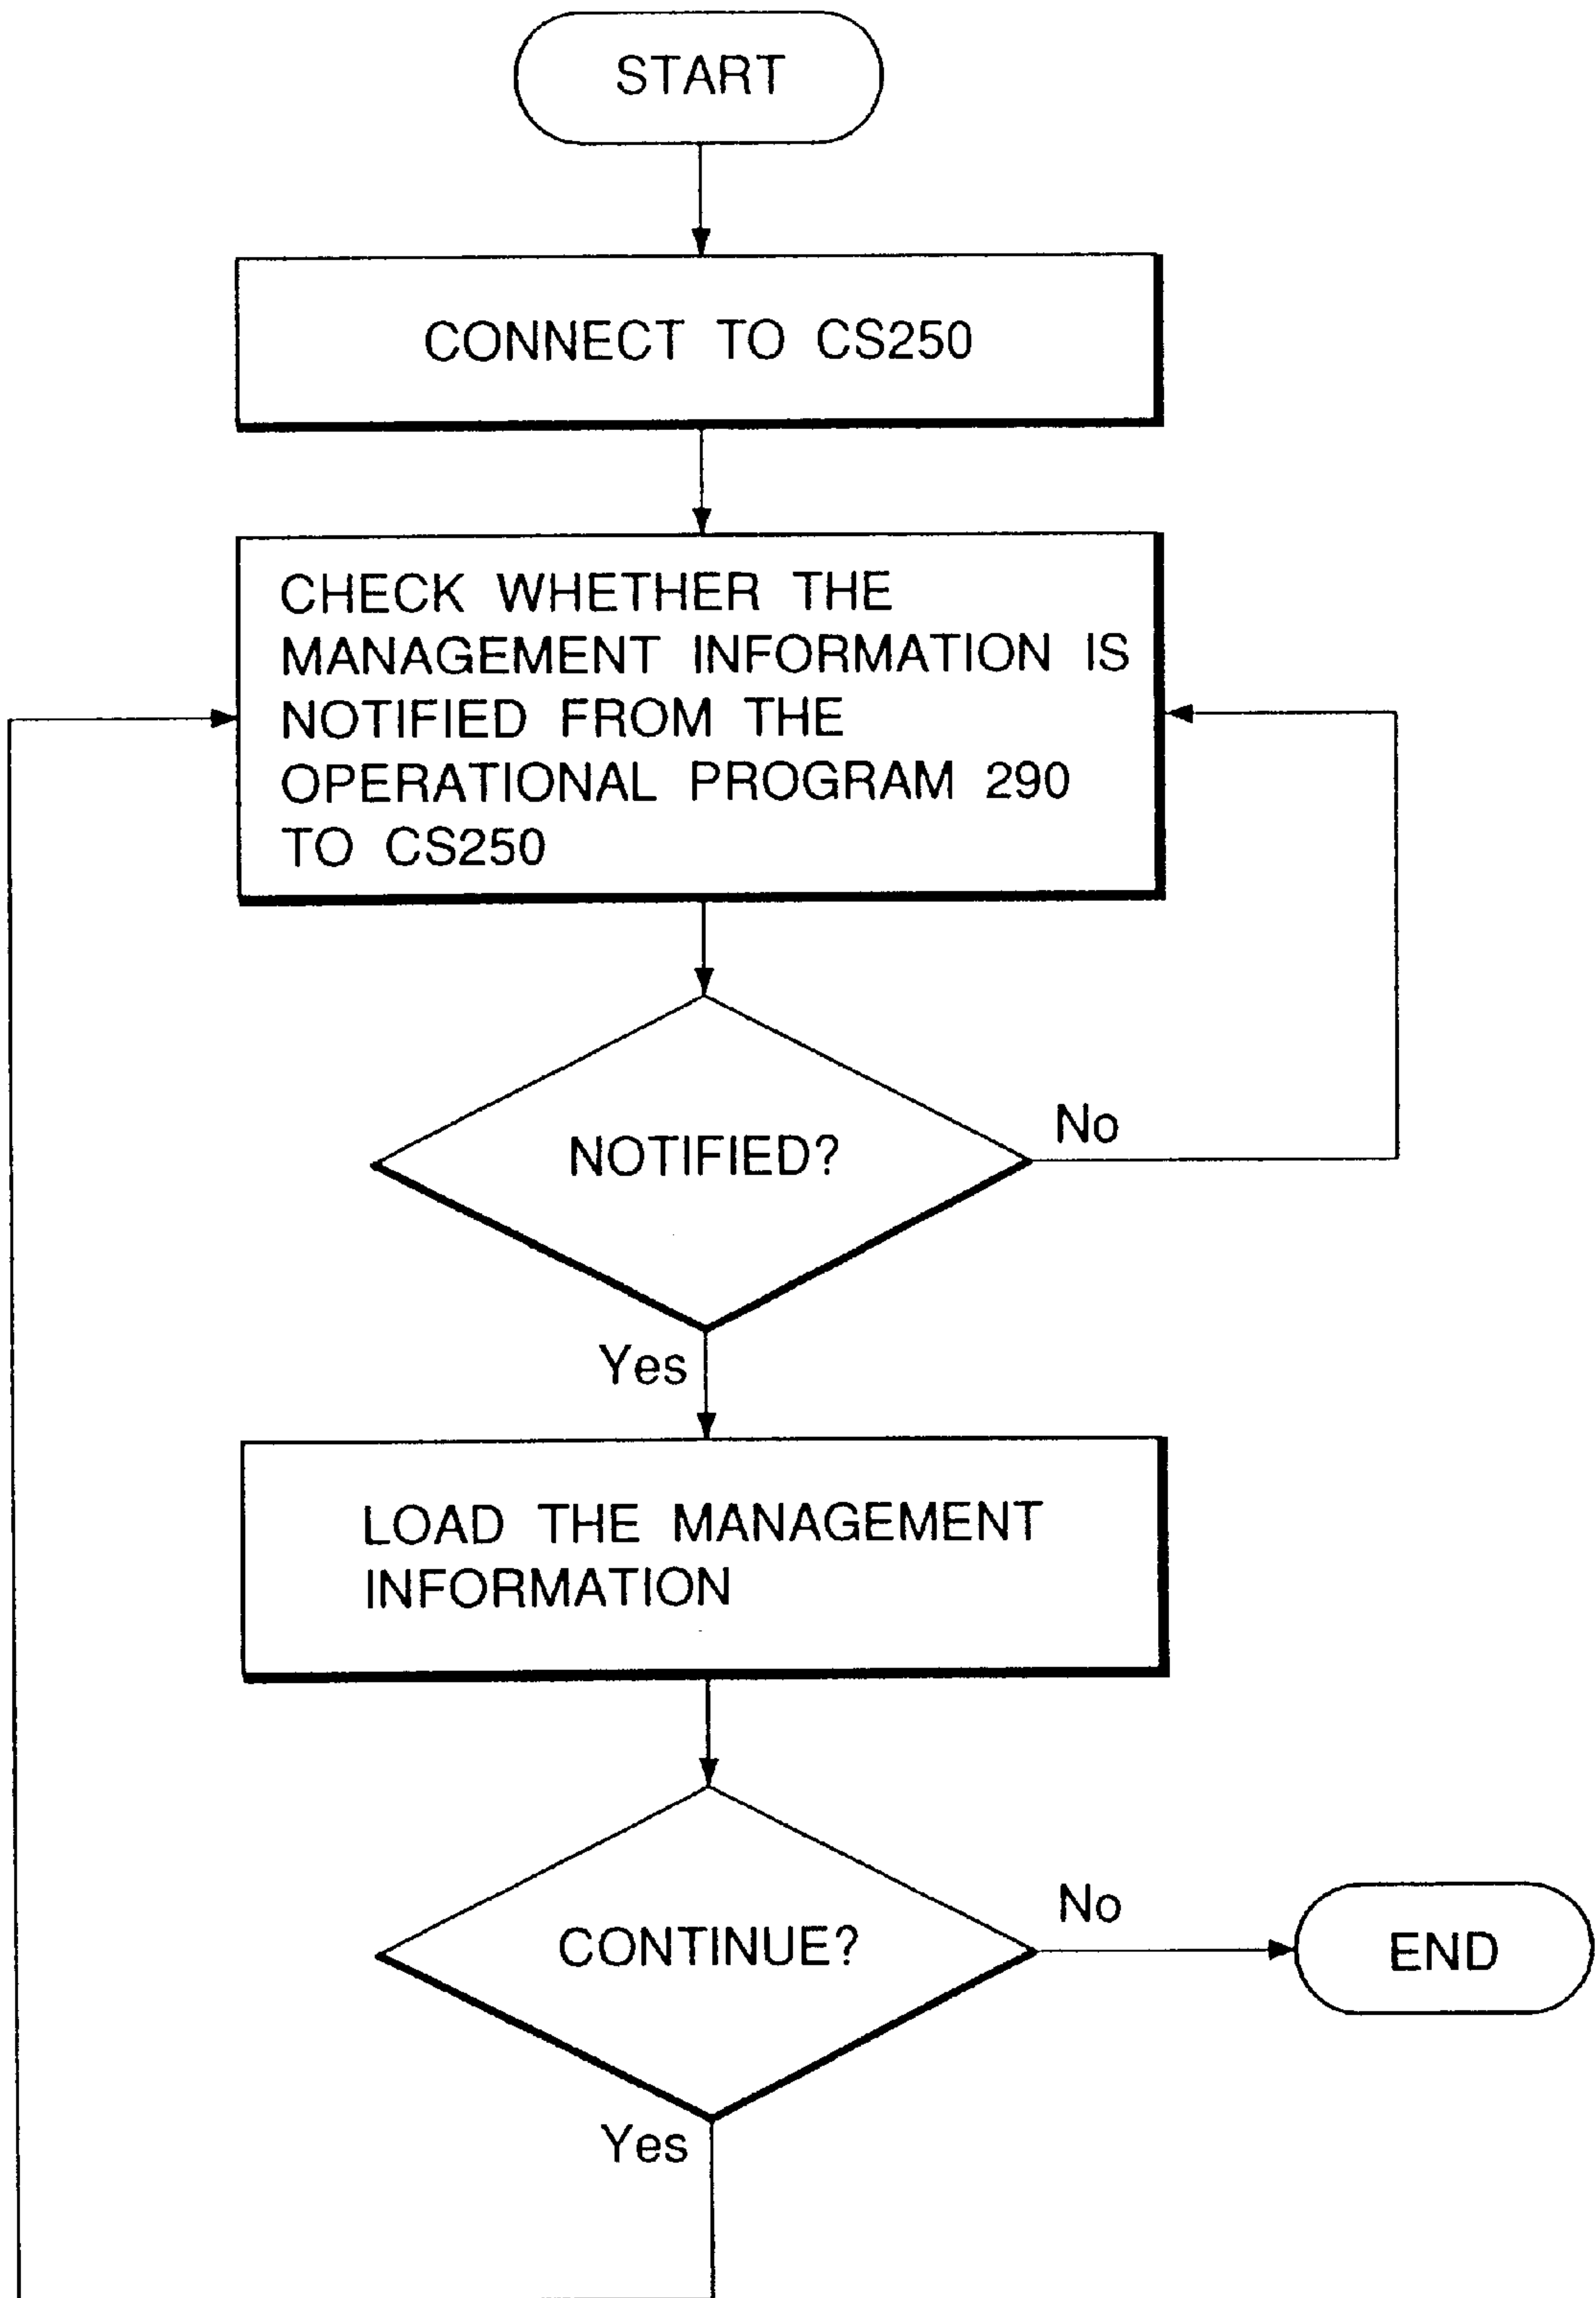 START
CONNECT TO CS250
CHECK WHETHER THE
MANAGEMENT INFORMATION IS
NOTIFIED FROM THE
OPERATIONAL PROGRAM 290
TO CS250
NOTIFIED?
No
Yes
LOAD THE MANAGEMENT
INFORMATION
CONTINUE?
No
END
Yes